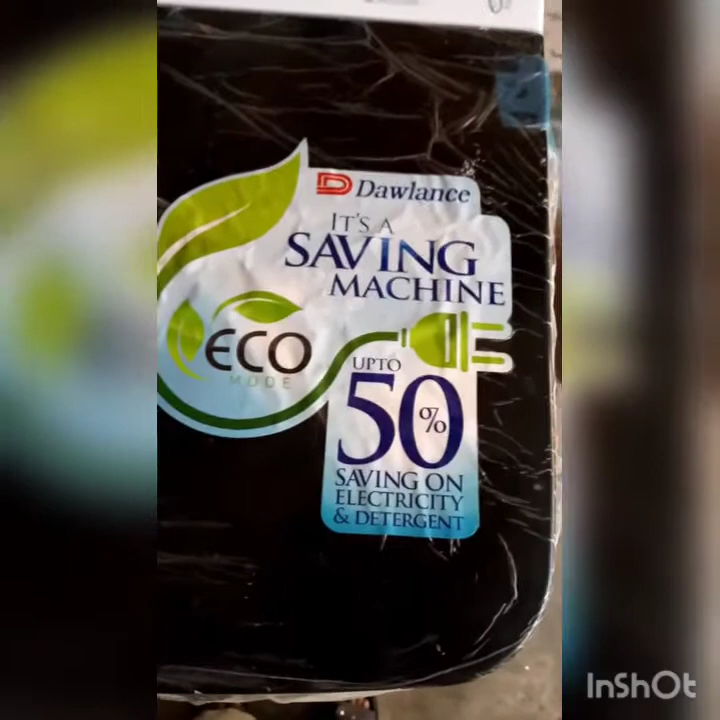 Dawlance
IT'S A
SAVING
MACHINE
ECO
MODE
UPTO
50%
SAVING ON
ELECTRICITY
& DETERGENT
InShOt